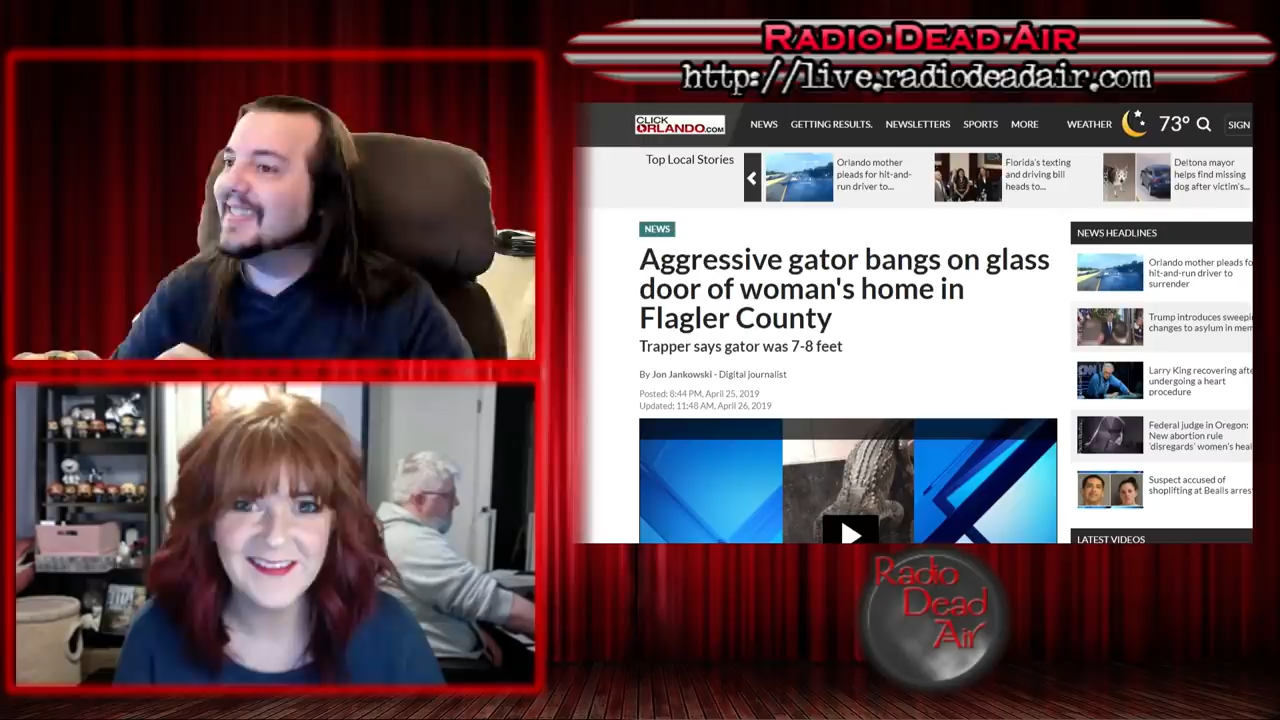 RADIO DEAD AIR
http://live.radiodeadair.com
CLICK
ORLANDO.COM
NEWS
GETTING RESULTS.
NEWSLETTERS
SPORTS
MORE
WEATHER
73°
SIGN
Top Local Stories
Orlando mother
pleads for hit-and-
run driver to...
Florida's texting
and driving bill
heads to...
Deltona mayor
helps find missing
dog after victim's...
NEWS
Aggressive gator bangs on glass
door of woman's home in
Flagler County
Trapper says gator was 7-8 feet
By Jon Jankowski - Digital journalist
Posted: 8:44 PM, April 25, 2019
Updated: 11:48 AM, April 26, 2019
NEWS HEADLINES
Orlando mother pleads fo
hit-and-run driver to
surrender
Trump introduces sweepi
changes to asylum in mem
Larry King recovering afte
undergoing a heart
procedure
Federal judge in Oregon:
New abortion rule
'disregards' women's heal
Suspect accused of
shoplifting at Bealls arres
LATEST VIDEOS
Radio
Dead
Air